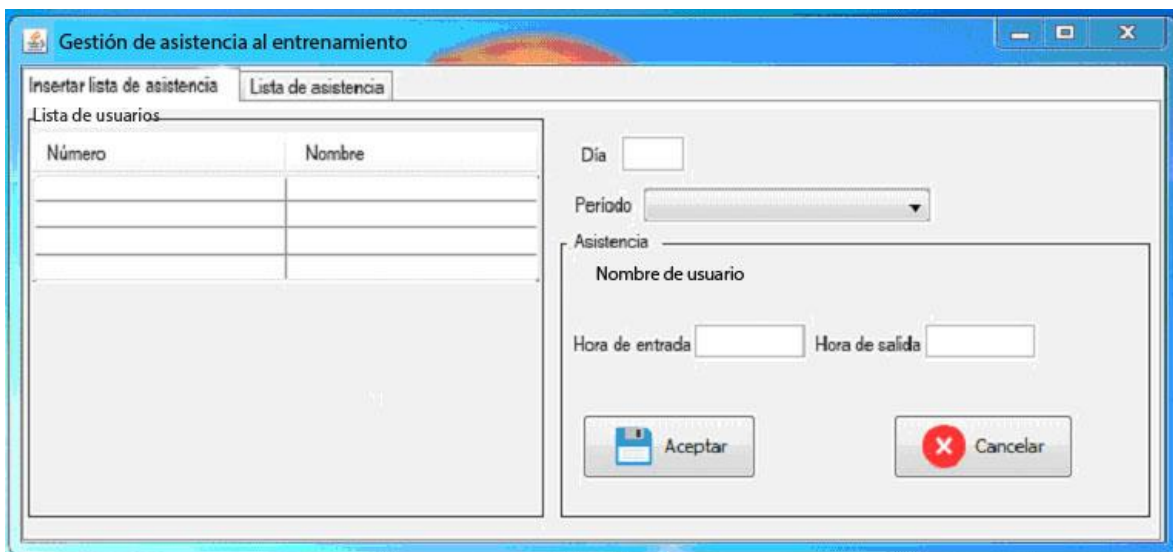 Gestión de asistencia al entrenamiento
Insertar lista de asistencia
Lista de asistencia
Lista de usuarios
Número
Nombre
Día
Periodo
Asistencia
Nombre de usuario
Hora de entrada
Hora de salida
Aceptar
Cancelar